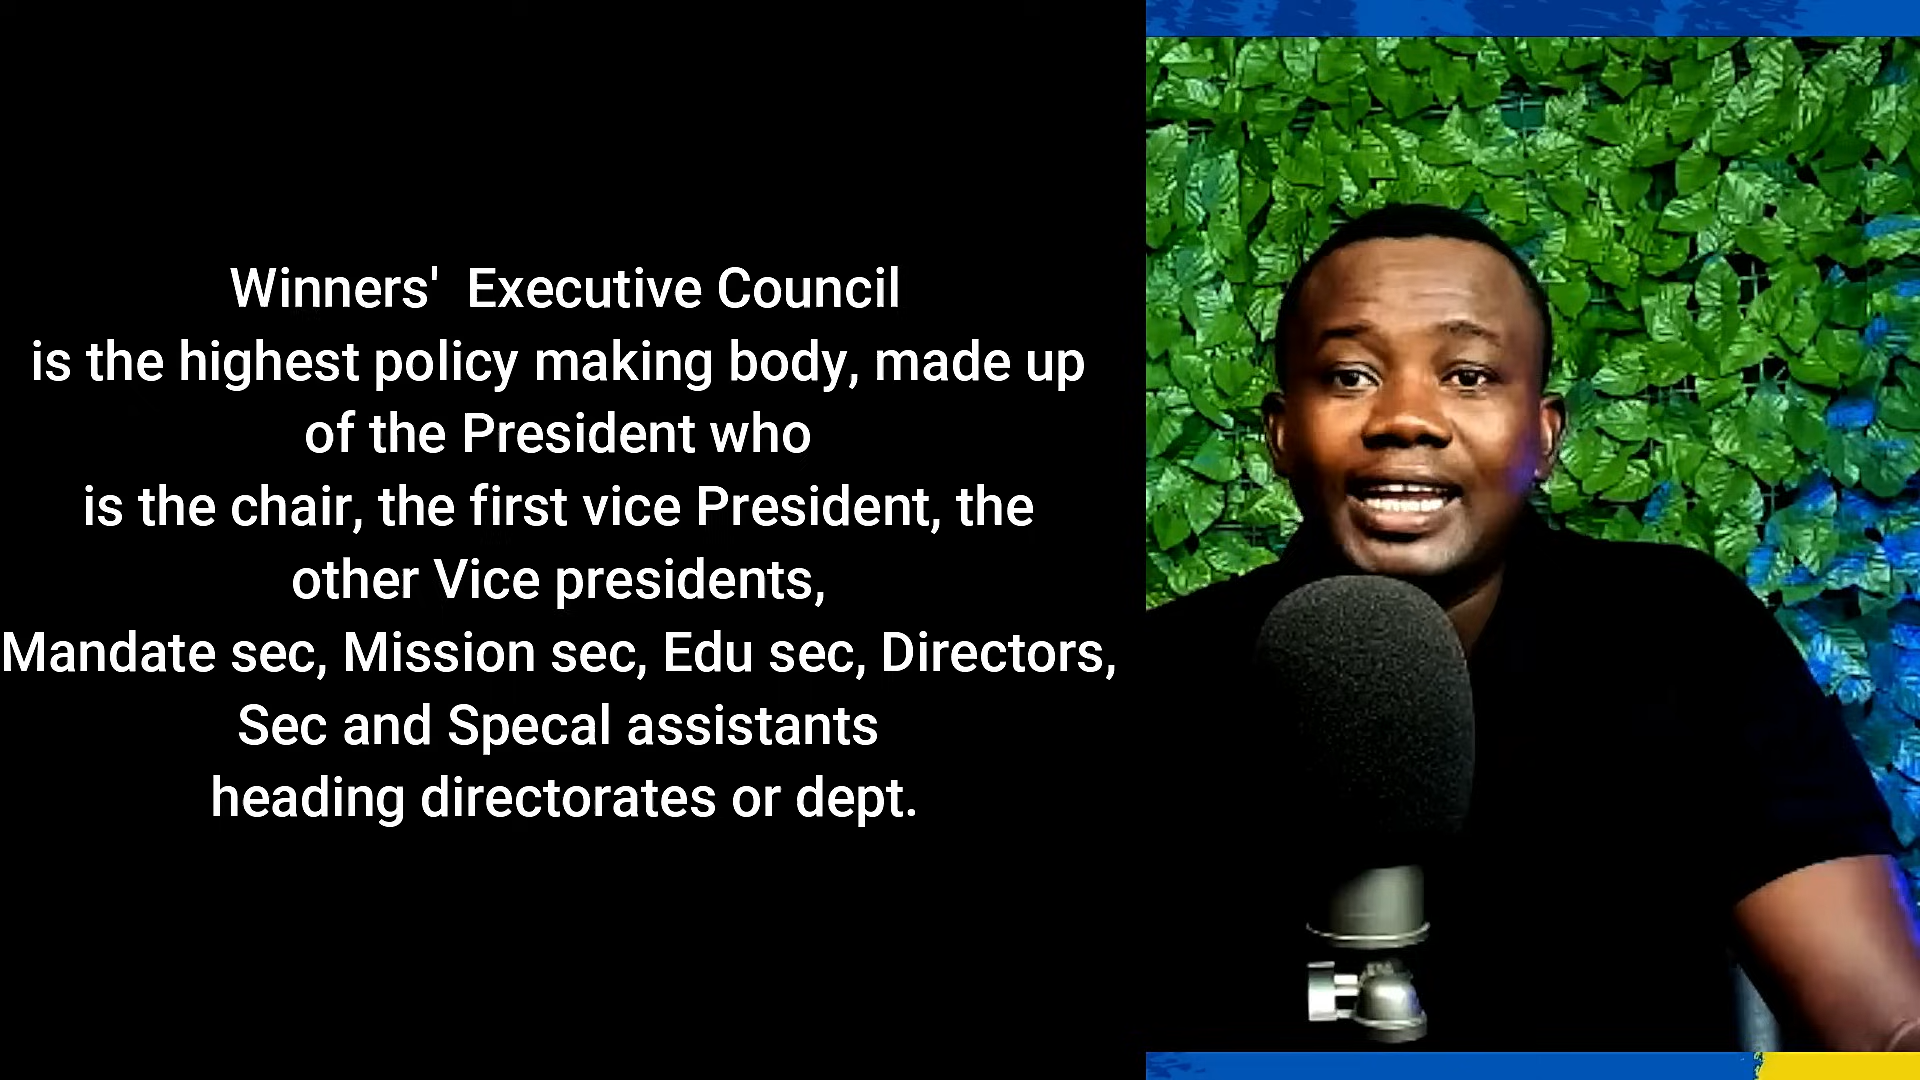 Winners'  Executive Council
is the highest policy making body, made up
of the President who
is the chair, the first vice President, the
other Vice presidents,
Mandate sec, Mission sec, Edu sec, Directors,
Sec and Specal assistants
heading directorates or dept.